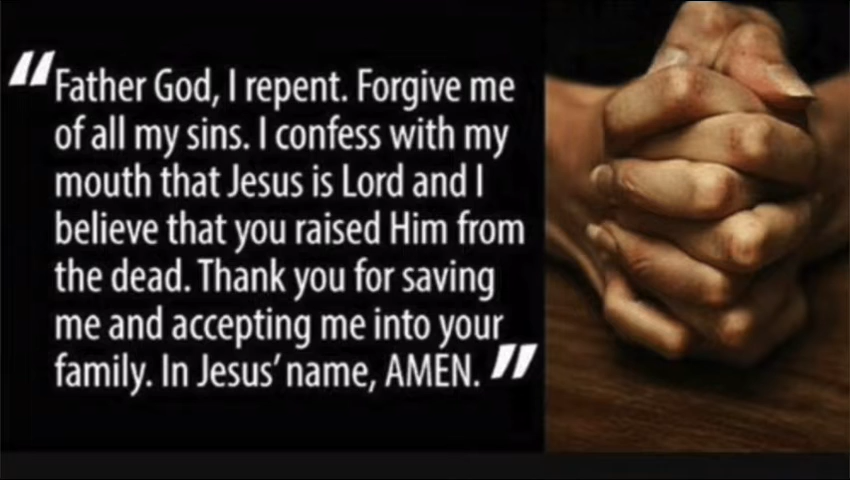 “Father God, I repent. Forgive me
of all my sins. I confess with my
mouth that Jesus is Lord and I
believe that you raised Him from
the dead. Thank you for saving
me and accepting me into your
family. In Jesus’ name, AMEN.”